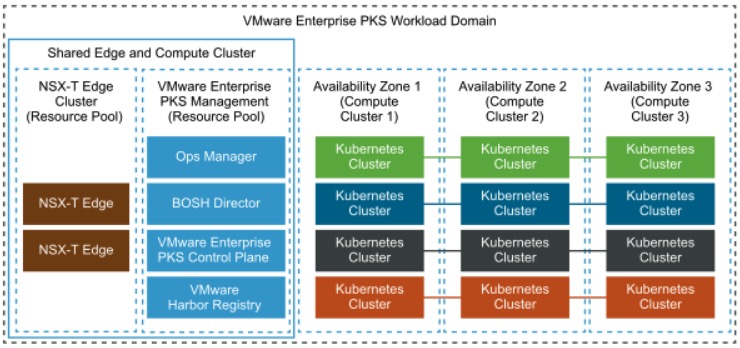 VMware Enterprise PKS Workload Domain
Shared Edge and Compute Cluster
NSX-T Edge
Cluster
(Resource Pool)
VMware Enterprise
PKS Management
(Resource Pool)
Availability Zone 1
(Compute
Cluster 1)
Availability Zone 2
(Compute
Cluster 2)
Availability Zone 3
(Compute
Cluster 3)
Ops Manager
Kubernetes
Cluster
Kubernetes
Cluster
Kubernetes
Cluster
NSX-T Edge
BOSH Director
Kubernetes
Cluster
Kubernetes
Cluster
Kubernetes
Cluster
NSX-T Edge
VMware Enterprise
PKS Control Plane
Kubernetes
Cluster
Kubernetes
Cluster
Kubernetes
Cluster
VMware
Harbor Registry
Kubernetes
Cluster
Kubernetes
Cluster
Kubernetes
Cluster